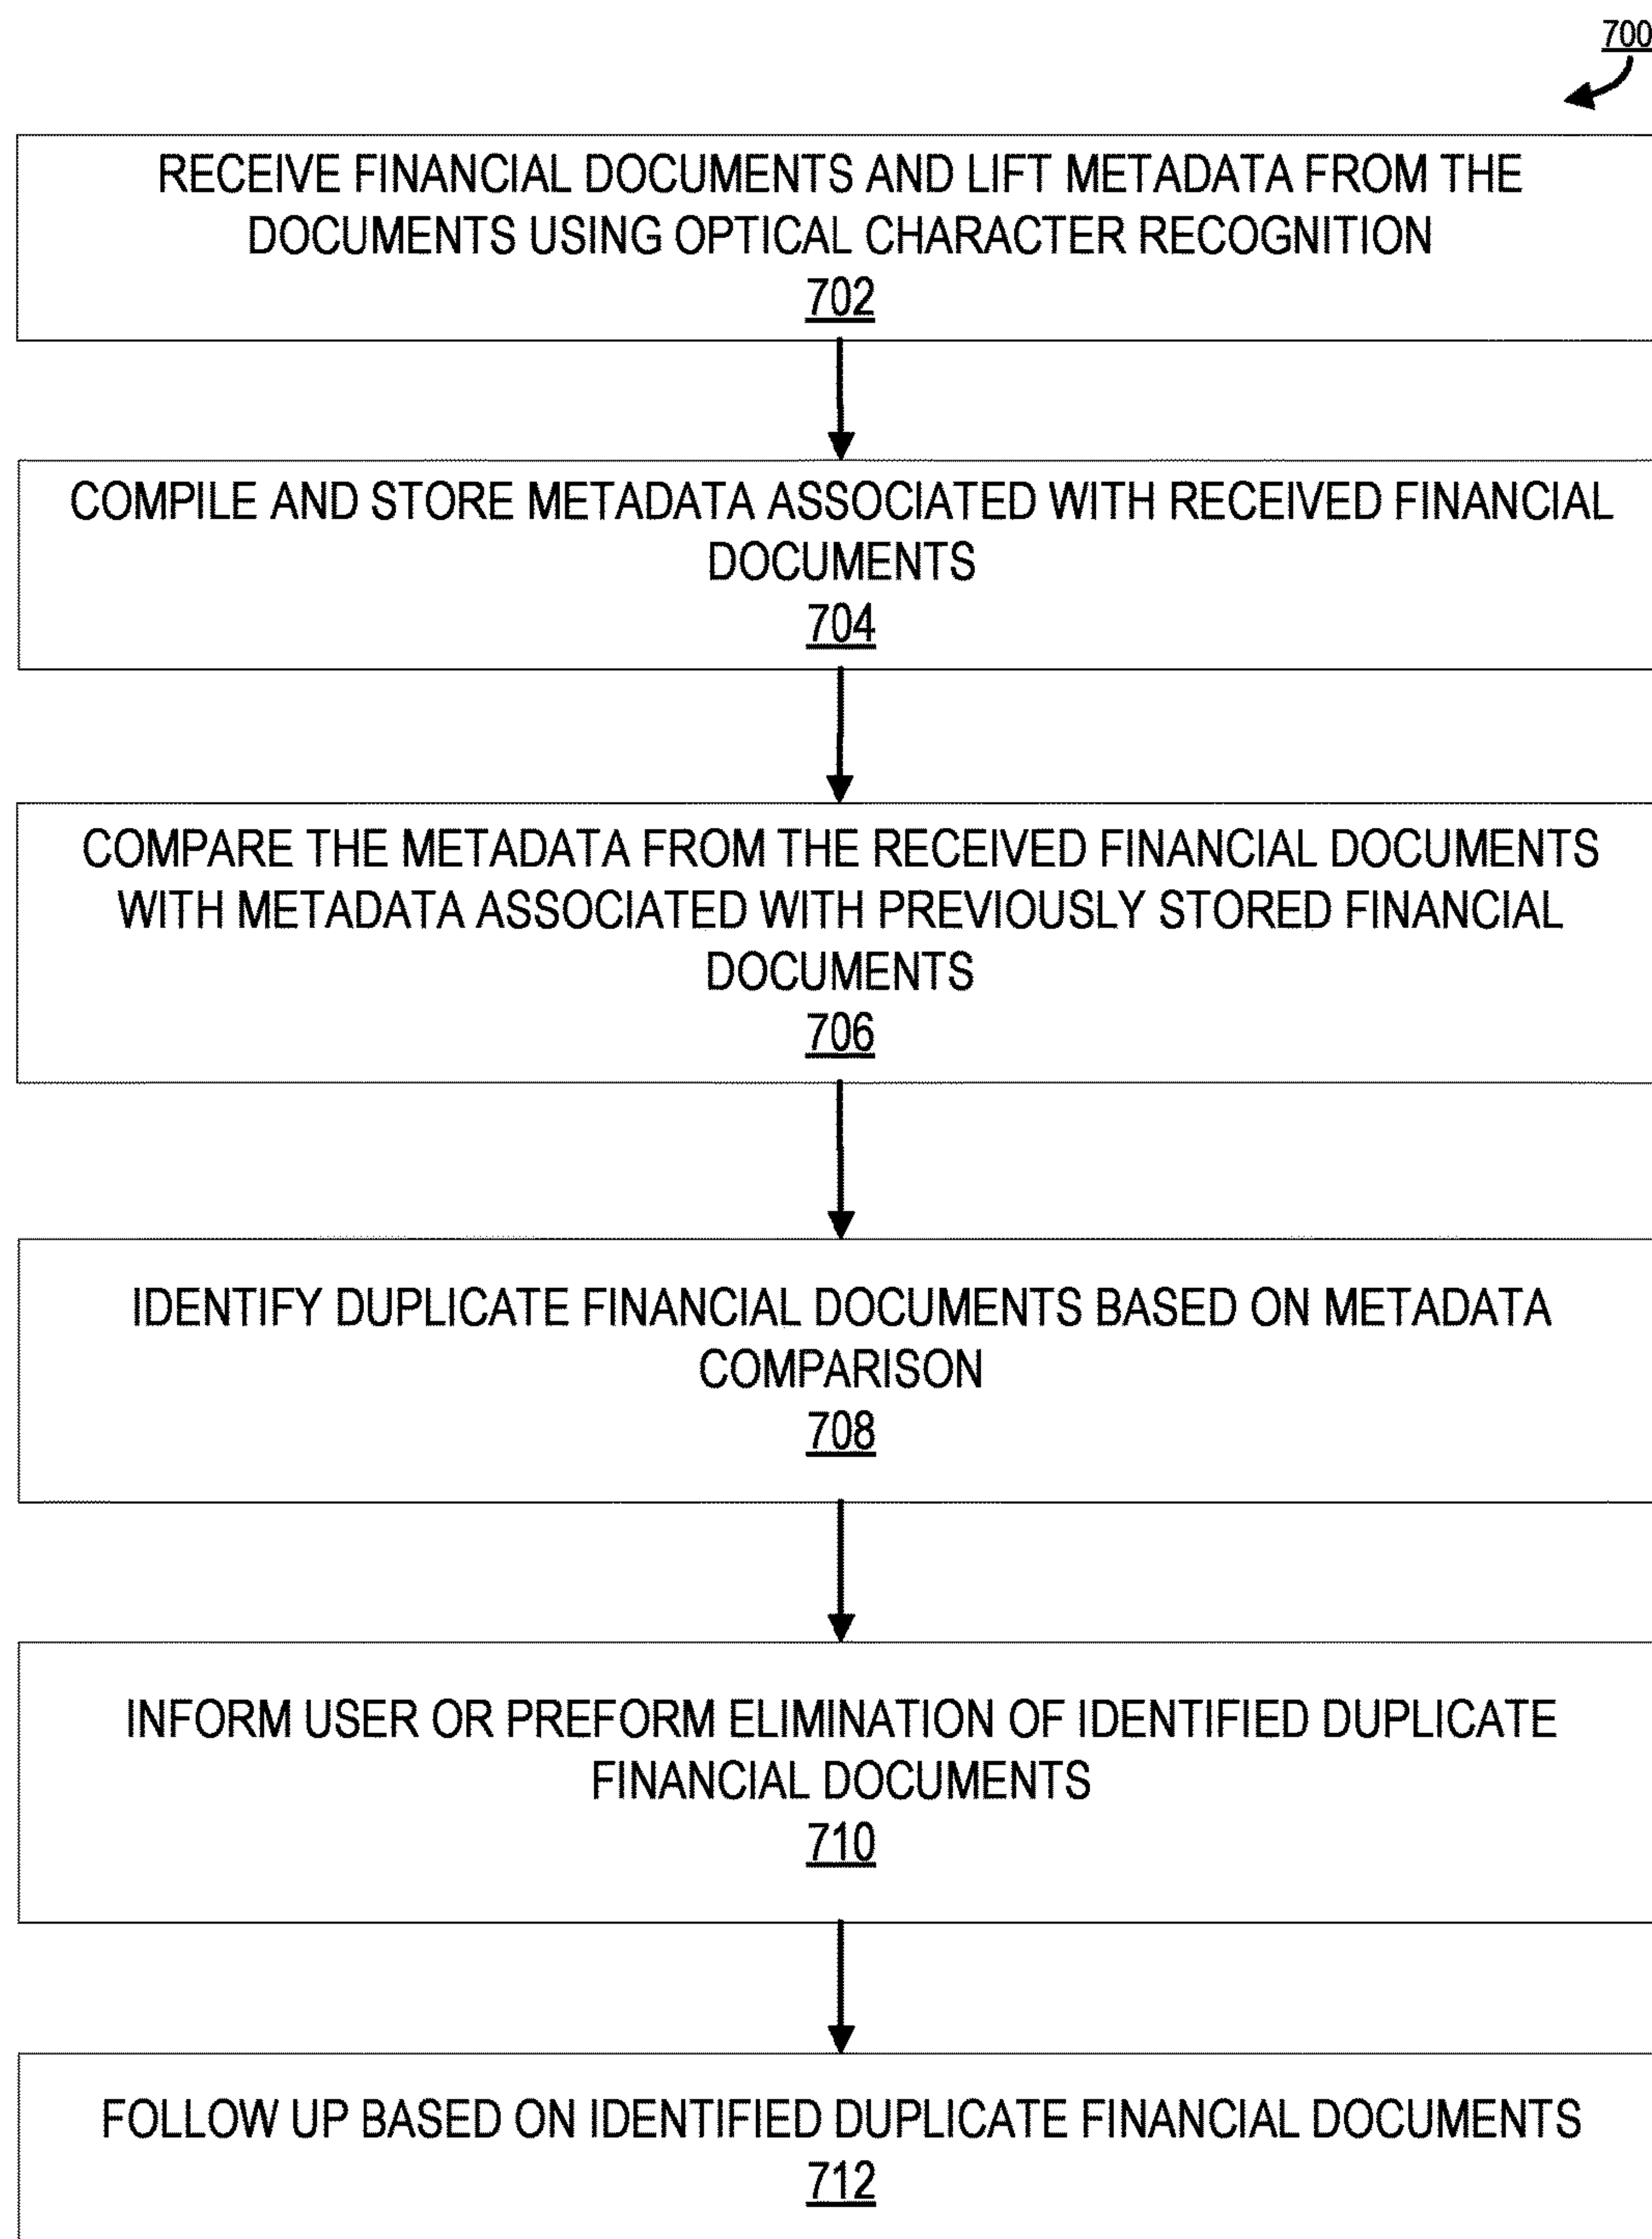 700
RECEIVE FINANCIAL DOCUMENTS AND LIFT METADATA FROM THE
DOCUMENTS USING OPTICAL CHARACTER RECOGNITION
702
COMPILE AND STORE METADATA ASSOCIATED WITH RECEIVED FINANCIAL
DOCUMENTS
704
COMPARE THE METADATA FROM THE RECEIVED FINANCIAL DOCUMENTS
WITH METADATA ASSOCIATED WITH PREVIOUSLY STORED FINANCIAL
DOCUMENTS
706
IDENTIFY DUPLICATE FINANCIAL DOCUMENTS BASED ON METADATA
COMPARISON
708
INFORM USER OR PREFORM ELIMINATION OF IDENTIFIED DUPLICATE
FINANCIAL DOCUMENTS
710
FOLLOW UP BASED ON IDENTIFIED DUPLICATE FINANCIAL DOCUMENTS
712